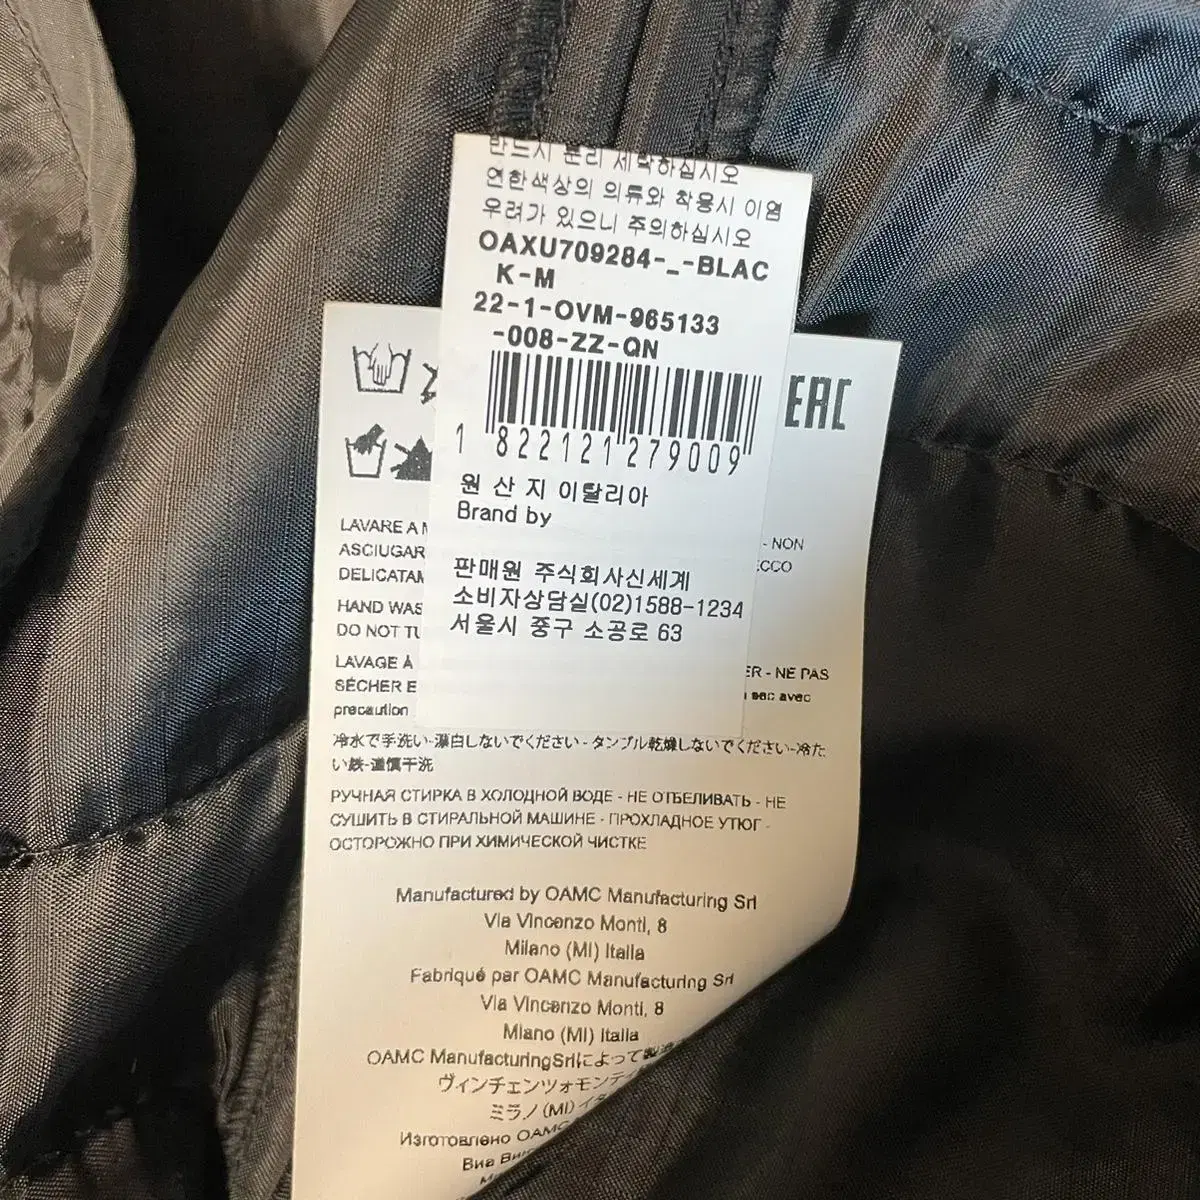 반드시 분리 세탁하십시오
연한색상의 의류와 착용시 이염
우려가 있으니 주의하십시오
OAXU709284-_-BLAC
K-M
22-1-OVM-965133
-008-ZZ-QN
1 822121 279009
원 산 지 이탈리아
Brand by
판매원 주식회사신세계
소비자상담실(02)1588-1234
서울시 중구 소공로 63
EAC
LAVARE A
- NON
ASCIUGAR
DELICATAM
HAND WAS
DO NOT TU
LAVAGE À
ER - NE PAS
SÉCHER E
sec avec
precaution
冷水で手洗い-漂白しないでください - タンブル乾燥しないでください-冷た
い鉄-谨慎干洗
РУЧНАЯ СТИРКА В ХОЛОДНОЙ ВОДЕ - НЕ ОТБЕЛИВАТЬ - НЕ
СУШИТЬ В СТИРАЛЬНОЙ МАШИНЕ - ПРОХЛАДНОЕ УТЮГ -
ОСТОРОЖНО ПРИ ХИМИЧЕСКОЙ ЧИСТКЕ
Manufactured by OAMC Manufacturing Srl
Via Vincenzo Monti, 8
Milano (MI) Italia
Fabriqué par OAMC Manufacturing Srl
Via Vincenzo Monti, 8
Milano (MI) Italia
OAMC ManufacturingSrlによって製造
ヴィンチェンツォモンテ
ミラノ(MI) イタ
Изготовлено OAMC
Виа Вин